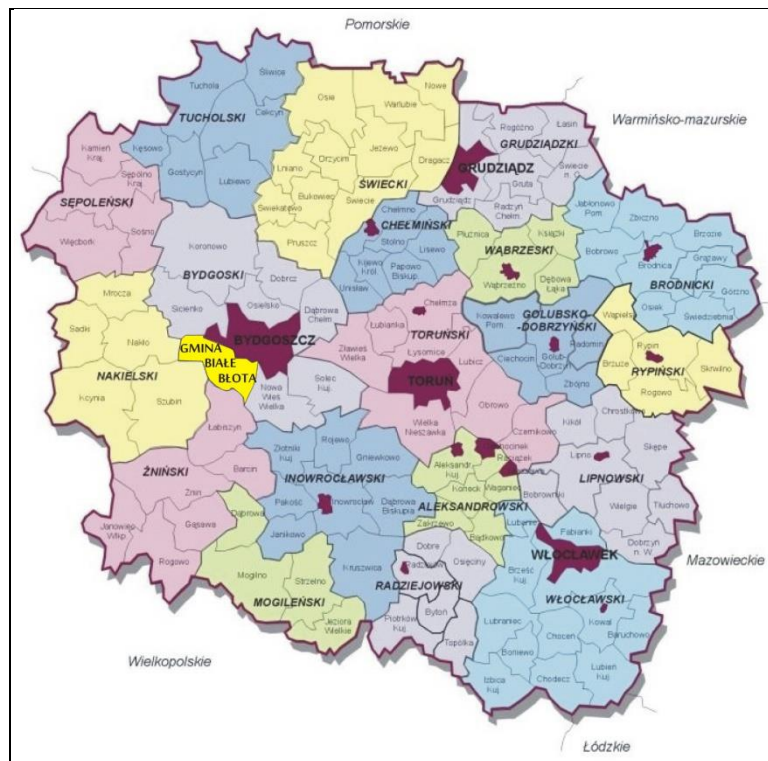 Pomorskie
Warmińsko-mazurskie
Mazowieckie
Łódzkie
Wielkopolskie
TUCHOLSKI
Tuchola
Śliwice
Cekcyn
Kęsowo
Gostycyn
Lubiewo
SĘPOLEŃSKI
Kamień
Kraj.
Sępólno
Kraj.
Sośno
Więcbork
ŚWIECKI
Osie
Warlubie
Nowe
Lniano
Drzycim
Jeżewo
Dragacz
Bukowiec
Świekatowo
Świecie
Pruszcz
GRUDZIĄDZKI
GRUDZIĄDZ
Rogóźno
Łasin
Gruta
Świecie
n. O.
Grudziądz
Radzyń
Chełm.
CHEŁMIŃSKI
Chełmno
Stolno
Lisewo
Kijewo
Król.
Papowo
Biskup.
Unisław
WĄBRZESKI
Płużnica
Książki
Wąbrzeźno
Dębowa
Łąka
BRODNICKI
Jabłonowo
Pom.
Zbiczno
Brzozie
Bobrowo
Brodnica
Grążawy
Górzno
Osiek
Świedziebnia
BYDGOSKI
BYDGOSZCZ
Koronowo
Dobrcz
Sicienko
Osielsko
Dąbrowa
Chełm.
Nowa
Wieś
Wielka
Solec
Kuj.
GMINA
BIAŁE
BŁOTA
NAKIELSKI
Mrocza
Sadki
Nakło
Kcynia
Szubin
TORUŃSKI
TORUŃ
Chełmża
Łubianka
Zławieś
Wielka
Łysomice
Lubicz
Wielka
Nieszawka
Obrowo
Czernikowo
GOLUBSKO-
DOBRZYŃSKI
Kowalewo
Pom.
Radomin
Ciechocin
Golub-
Dobrzyń
Zbójno
RYPIŃSKI
Wąpielsk
Rypin
Brzuze
Skrwilno
Rogowo
ŻNIŃSKI
Łabiszyn
Barcin
Żnin
Gąsawa
Janowiec
Wlkp.
Rogowo
INOWROCŁAWSKI
Złotniki
Kuj.
Rojewo
Gniewkowo
Pakość
Inowrocław
Dąbrowa
Biskupia
Janikowo
Kruszwica
ALEKSANDROWSKI
Aleksandr.
Kuj.
Raciążek
Koneck
Waganiec
Zakrzewo
Bądkowo
LIPNOWSKI
Kikół
Chrostkowo
Lipno
Skępe
Bobrowniki
Wielgie
Tłuchowo
Dobrzyń
n. W.
MOGILEŃSKI
Dąbrowa
Mogilno
Strzelno
Jeziora
Wielkie
RADZIEJOWSKI
Dobre
Radziejów
Osięciny
Piotrków
Kuj.
Bytoń
Topólka
WŁOCŁAWSKI
WŁOCŁAWEK
Lubanie
Fabianki
Brześć
Kuj.
Kowal
Baruchowo
Lubraniec
Choceń
Boniewo
Izbica
Kuj.
Chodecz
Lubień
Kuj.